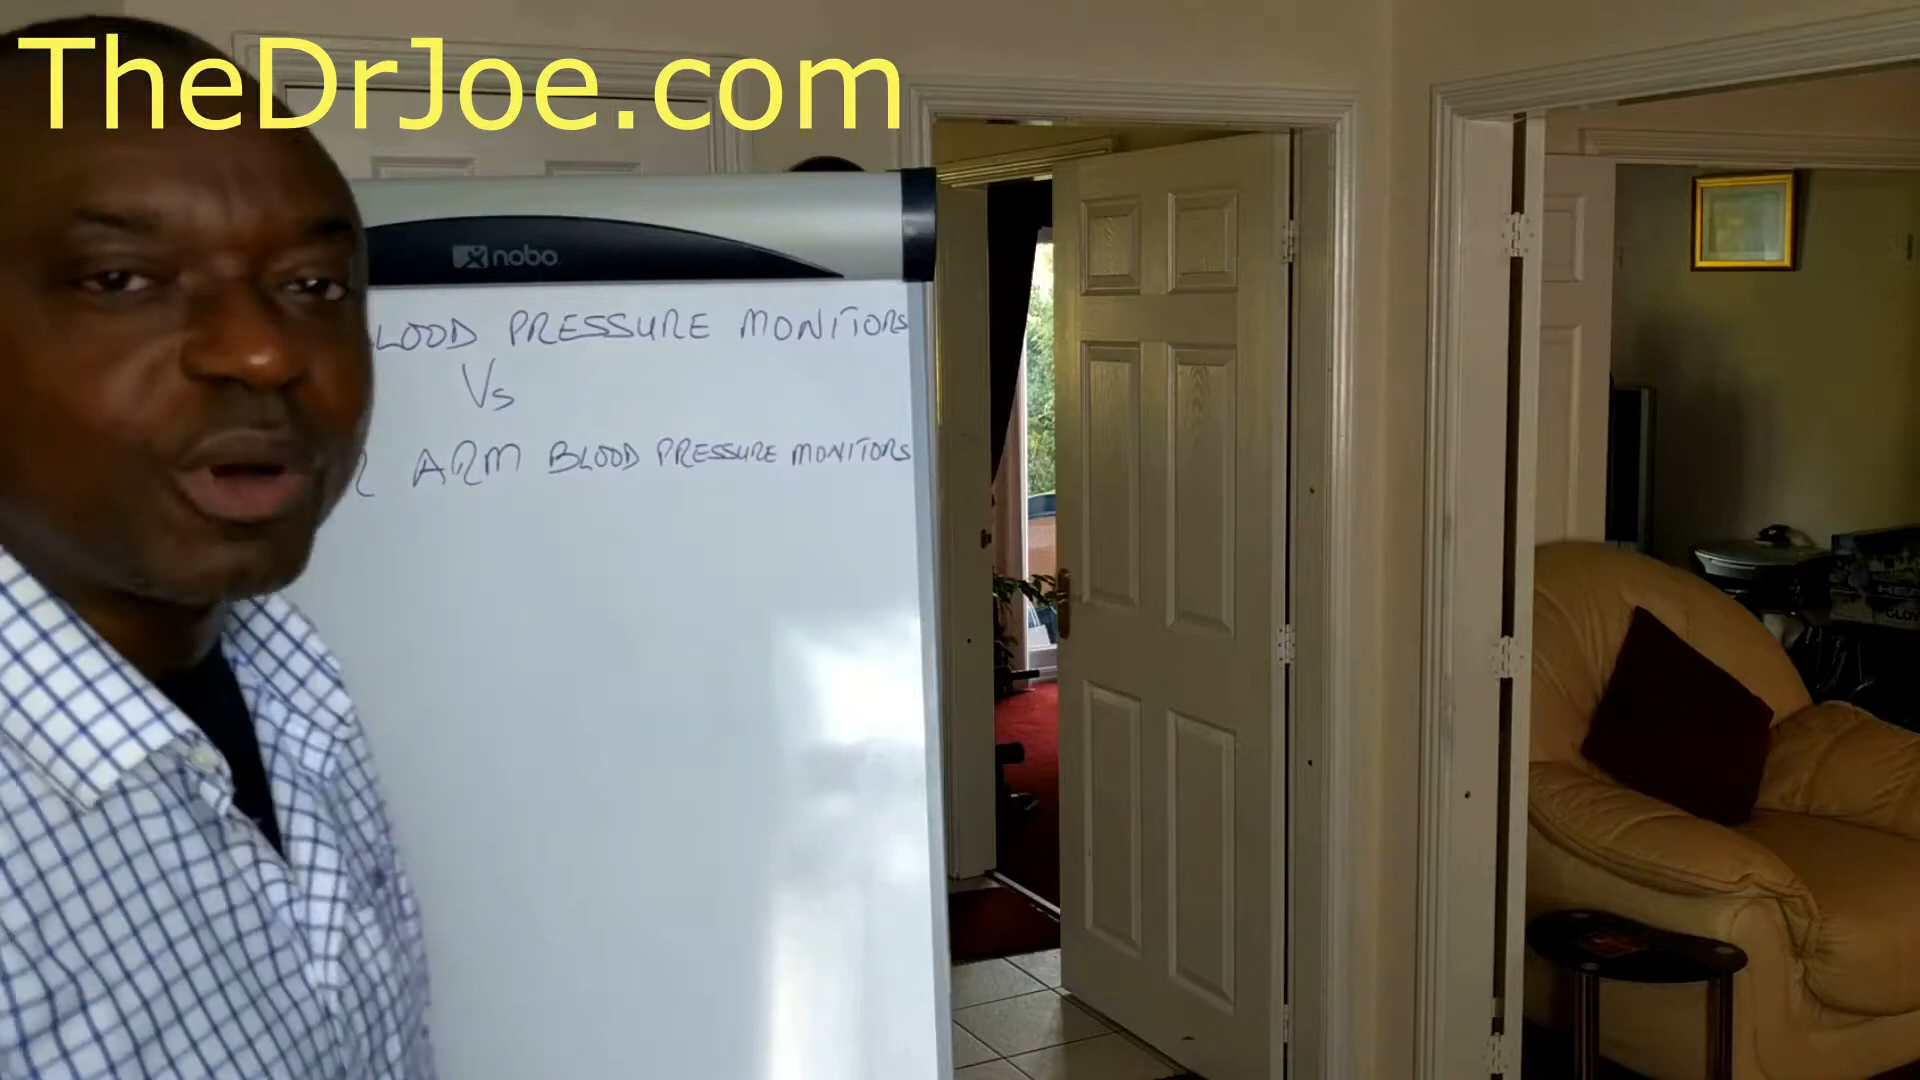 TheDrJoe.com
nobo
LOOD PRESSURE MONITORS
Vs
R ARM BLOOD PRESSURE MONITORS